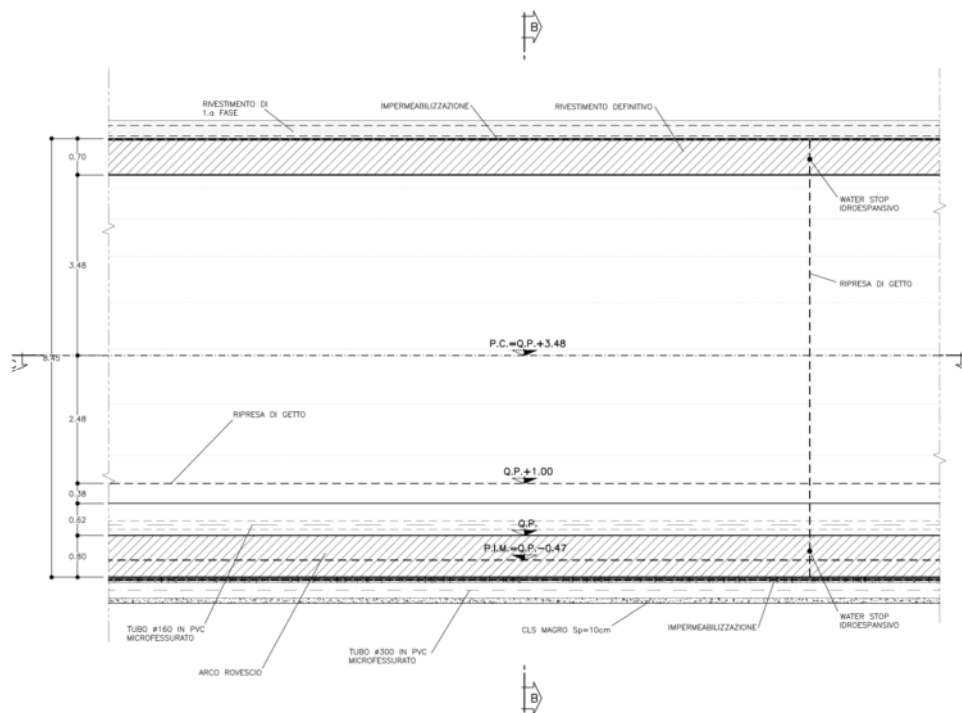 B
RIVESTIMENTO DI
1.a FASE
IMPERMEABILIZZAZIONE
RIVESTIMENTO DEFINITIVO
0.70
WATER STOP
IDROESPANSIVO
3.48
RIPRESA DI GETTO
8.45
P.C.=Q.P.+3.48
2.48
RIPRESA DI GETTO
Q.P.+1.00
0.38
0.62
Q.P.
P.I.M.=Q.P.-0.47
0.80
TUBO ø160 IN PVC
MICROFESSURATO
ARCO ROVESCIO
TUBO ø300 IN PVC
MICROFESSURATO
CLS MAGRO Sp=10cm
IMPERMEABILIZZAZIONE
WATER STOP
IDROESPANSIVO
B